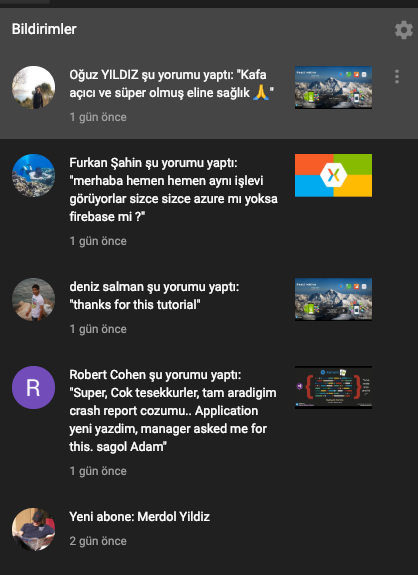 Bildirimler
Oğuz YILDIZ şu yorumu yaptı: "Kafa
açıcı ve süper olmuş eline sağlık 🙏"
1 gün önce
Furkan Şahin şu yorumu yaptı:
"merhaba hemen hemen aynı işlevi
görüyorlar sizce sizce azure mı yoksa
firebase mi ?"
1 gün önce
deniz salman şu yorumu yaptı:
"thanks for this tutorial"
1 gün önce
R
Robert Cohen şu yorumu yaptı:
"Super, Cok tesekkurler, tam aradigim
crash report cozumu.. Application
yeni yazdim, manager asked me for
this. sagol Adam"
1 gün önce
Yeni abone: Merdol Yildiz
2 gün önce